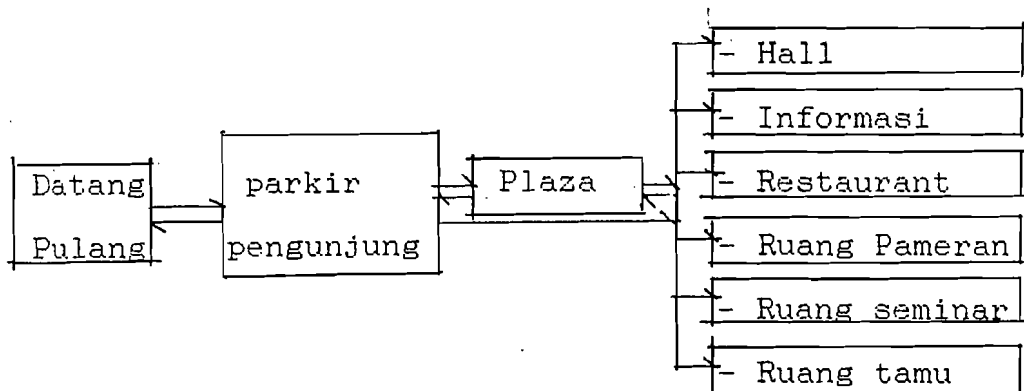 Datang
Pulang
parkir
pengunjung
Plaza
- Hall
- Informasi
- Restaurant
- Ruang Pameran
- Ruang seminar
- Ruang tamu